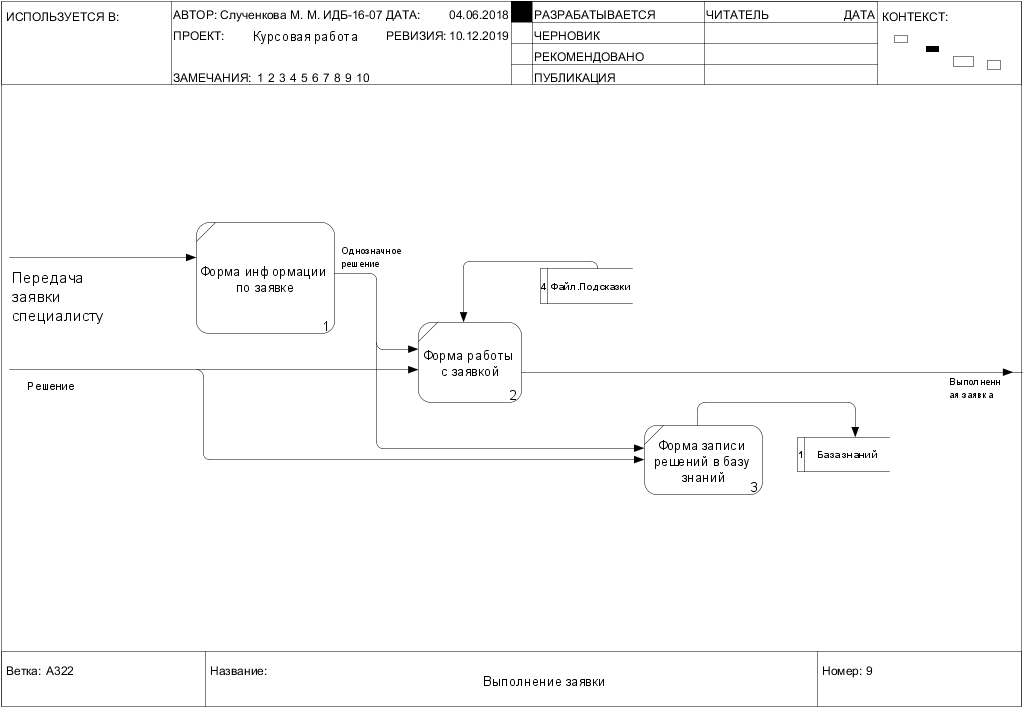 ИСПОЛЬЗУЕТСЯ В:
АВТОР: Слученкова М. М. ИДБ-16-07 ДАТА: 04.06.2018
ПРОЕКТ: Курсовая работа РЕВИЗИЯ: 10.12.2019
ЗАМЕЧАНИЯ: 1 2 3 4 5 6 7 8 9 10
РАЗРАБАТЫВАЕТСЯ
ЧЕРНОВИК
РЕКОМЕНДОВАНО
ПУБЛИКАЦИЯ
ЧИТАТЕЛЬ ДАТА
КОНТЕКСТ:
Форма информации
по заявке
1
Передача
заявки
специалисту
Однозначное
решение
4 Файл.Подсказки
Форма работы
с заявкой
2
Решение
Выполненн
ая заявка
Форма записи
решений в базу
знаний
3
1 База знаний
Ветка: A322
Название:
Выполнение заявки
Номер: 9